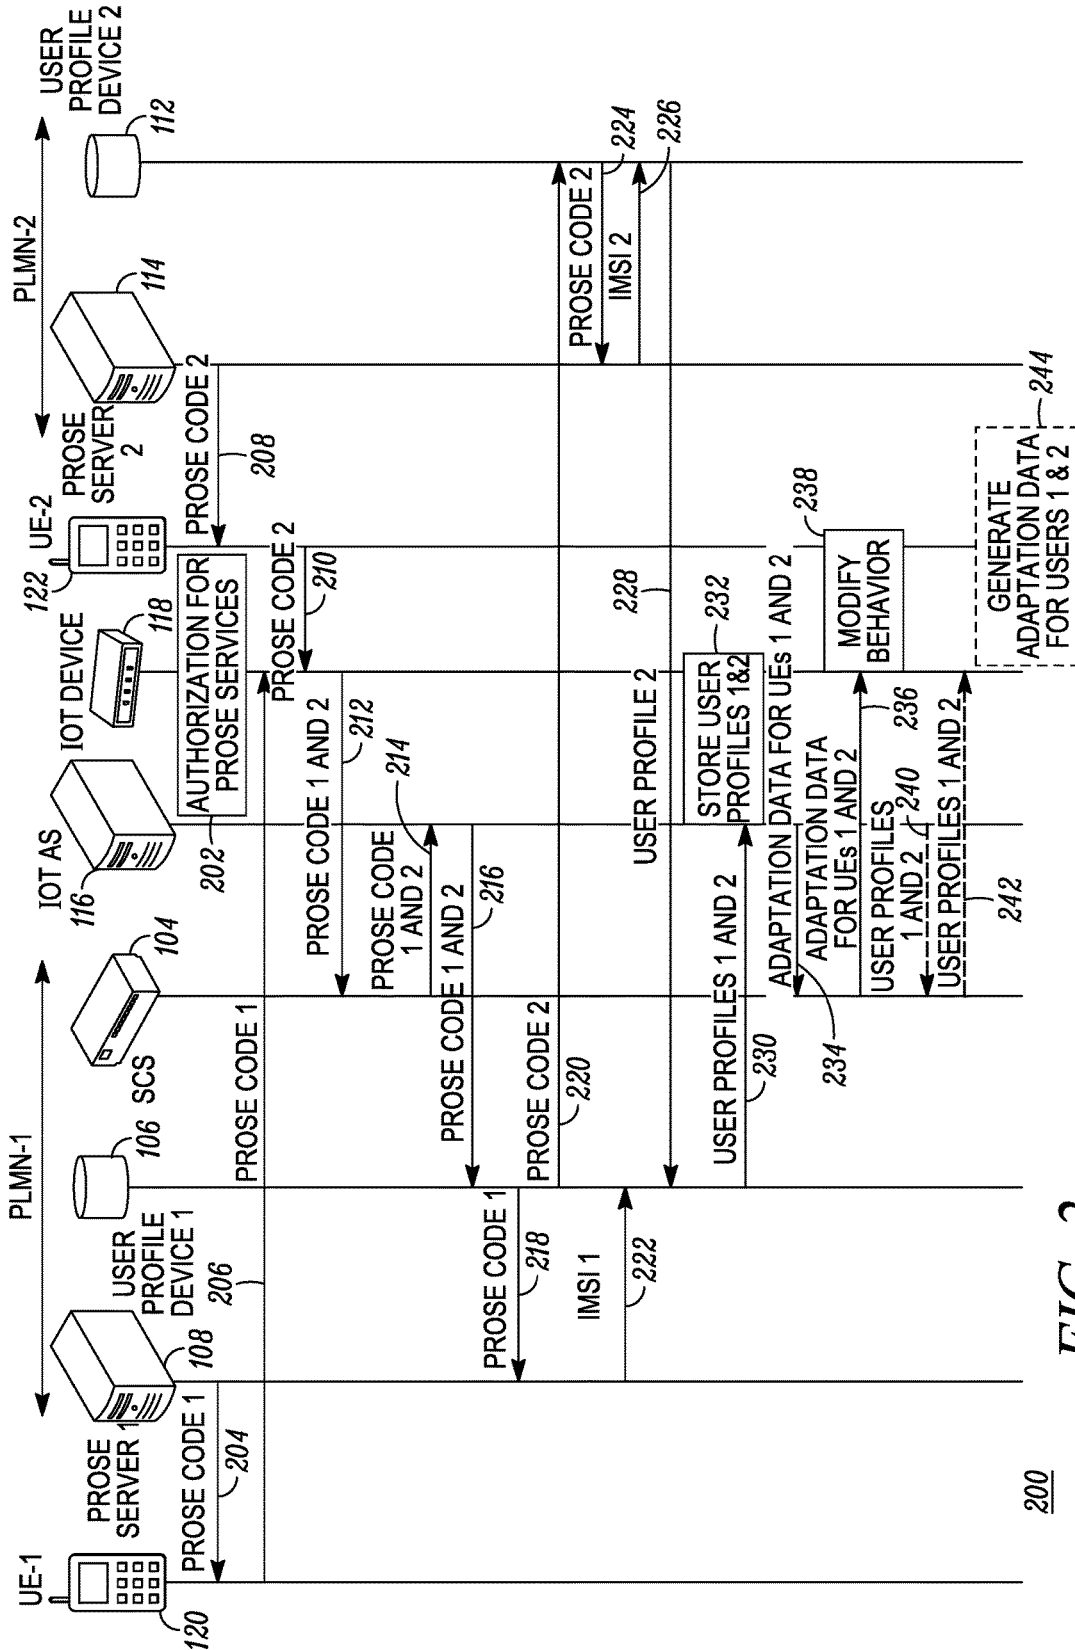 PLMN-1
PLMN-2
UE-1
120
PROSE
SERVER 1
108
USER
PROFILE
DEVICE 1
106
SCS
104
IOT AS
116
IOT DEVICE
118
UE-2
122
PROSE
SERVER
2
114
USER
PROFILE
DEVICE 2
112
AUTHORIZATION FOR
PROSE SERVICES
202
PROSE CODE 1
204
PROSE CODE 2
208
PROSE CODE 1
206
PROSE CODE 2
210
PROSE CODE 1 AND 2
212
PROSE CODE
1 AND 2
214
PROSE CODE 1 AND 2
216
PROSE CODE 1
218
PROSE CODE 2
220
PROSE CODE 2
224
IMSI 1
222
IMSI 2
226
USER PROFILE 2
228
USER PROFILES 1 AND 2
230
STORE USER
PROFILES 1&2
232
ADAPTATION DATA FOR UEs 1 AND 2
234
ADAPTATION DATA
FOR UEs 1 AND 2
236
MODIFY
BEHAVIOR
238
USER PROFILES
1 AND 2
240
USER PROFILES 1 AND 2
242
GENERATE
ADAPTATION DATA
FOR USERS 1 & 2
244
200
FIG. 2